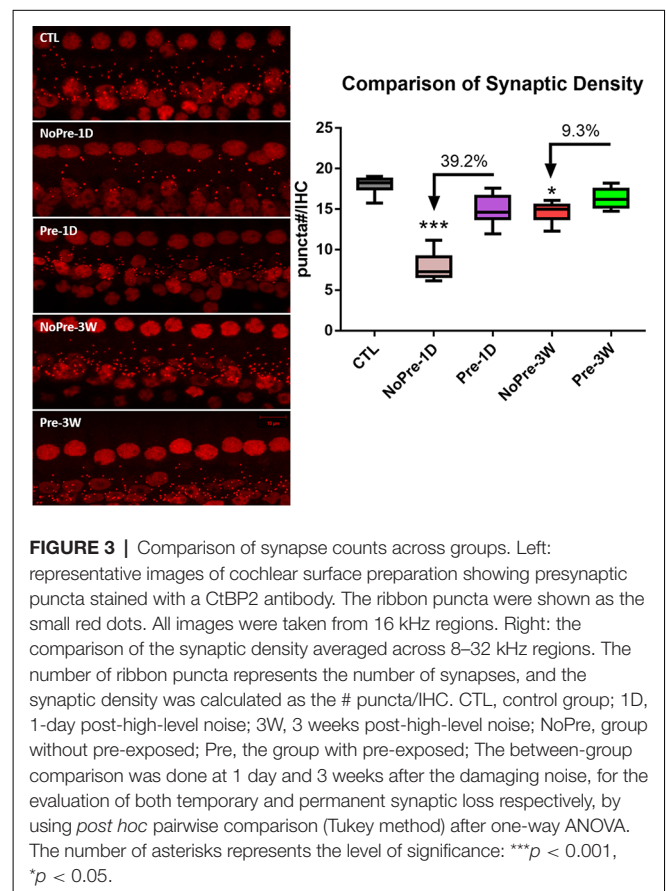 CTL
NoPre-1D
Pre-1D
NoPre-3W
Pre-3W
Comparison of Synaptic Density
puncta#/IHC
25
20
15
10
5
0
39.2%
9.3%
***
*
CTL
NoPre-1D
Pre-1D
NoPre-3W
Pre-3W
FIGURE 3 | Comparison of synapse counts across groups. Left:
representative images of cochlear surface preparation showing presynaptic
puncta stained with a CtBP2 antibody. The ribbon puncta were shown as the
small red dots. All images were taken from 16 kHz regions. Right: the
comparison of the synaptic density averaged across 8–32 kHz regions. The
number of ribbon puncta represents the number of synapses, and the
synaptic density was calculated as the # puncta/IHC. CTL, control group; 1D,
1-day post-high-level noise; 3W, 3 weeks post-high-level noise; NoPre, group
without pre-exposed; Pre, the group with pre-exposed; The between-group
comparison was done at 1 day and 3 weeks after the damaging noise, for the
evaluation of both temporary and permanent synaptic loss respectively, by
using post hoc pairwise comparison (Tukey method) after one-way ANOVA.
The number of asterisks represents the level of significance: ***p < 0.001,
*p < 0.05.